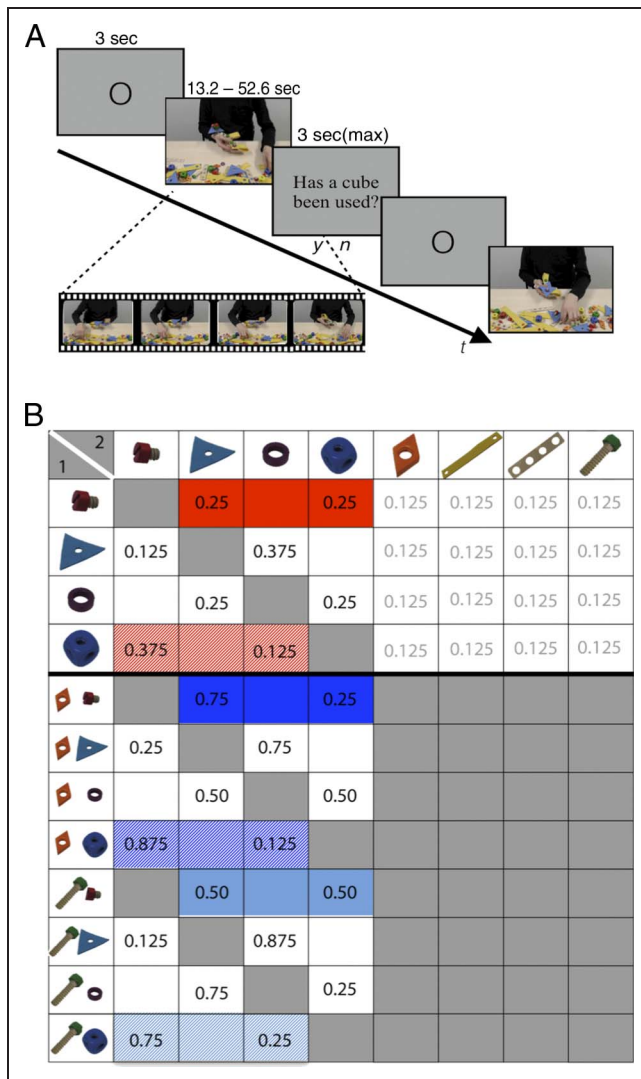 A
3 sec
O
13.2 – 52.6 sec
3 sec(max)
Has a cube
been used?
y n
O
t
B
1 2
0.25 0.25 0.125 0.125 0.125 0.125
0.125 0.375 0.125 0.125 0.125 0.125
0.25 0.25 0.125 0.125 0.125 0.125
0.375 0.125 0.125 0.125 0.125 0.125
0.75 0.25
0.25 0.75
0.50 0.50
0.875 0.125
0.50 0.50
0.125 0.875
0.75 0.25
0.75 0.25